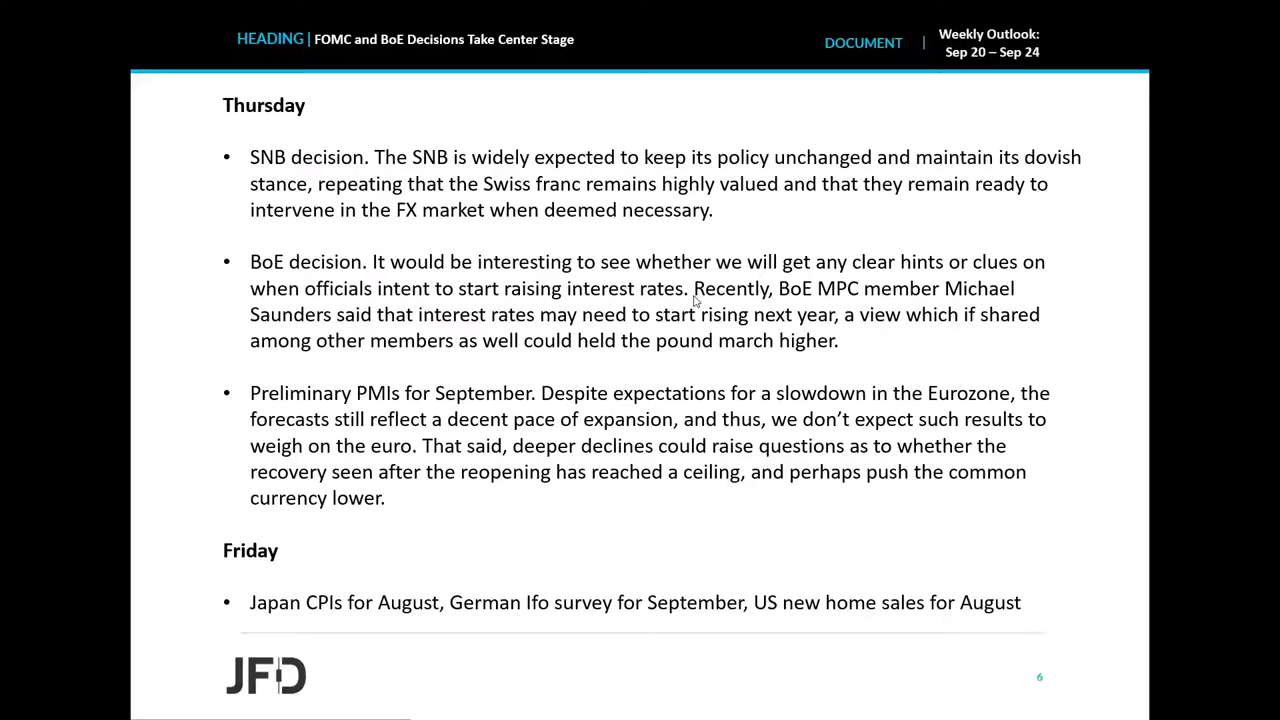 HEADING | FOMC and BoE Decisions Take Center Stage
DOCUMENT | Weekly Outlook:
Sep 20 – Sep 24
Thursday
• SNB decision. The SNB is widely expected to keep its policy unchanged and maintain its dovish
stance, repeating that the Swiss franc remains highly valued and that they remain ready to
intervene in the FX market when deemed necessary.
• BoE decision. It would be interesting to see whether we will get any clear hints or clues on
when officials intent to start raising interest rates. Recently, BoE MPC member Michael
Saunders said that interest rates may need to start rising next year, a view which if shared
among other members as well could held the pound march higher.
• Preliminary PMIs for September. Despite expectations for a slowdown in the Eurozone, the
forecasts still reflect a decent pace of expansion, and thus, we don’t expect such results to
weigh on the euro. That said, deeper declines could raise questions as to whether the
recovery seen after the reopening has reached a ceiling, and perhaps push the common
currency lower.
Friday
• Japan CPIs for August, German Ifo survey for September, US new home sales for August
JFD
6